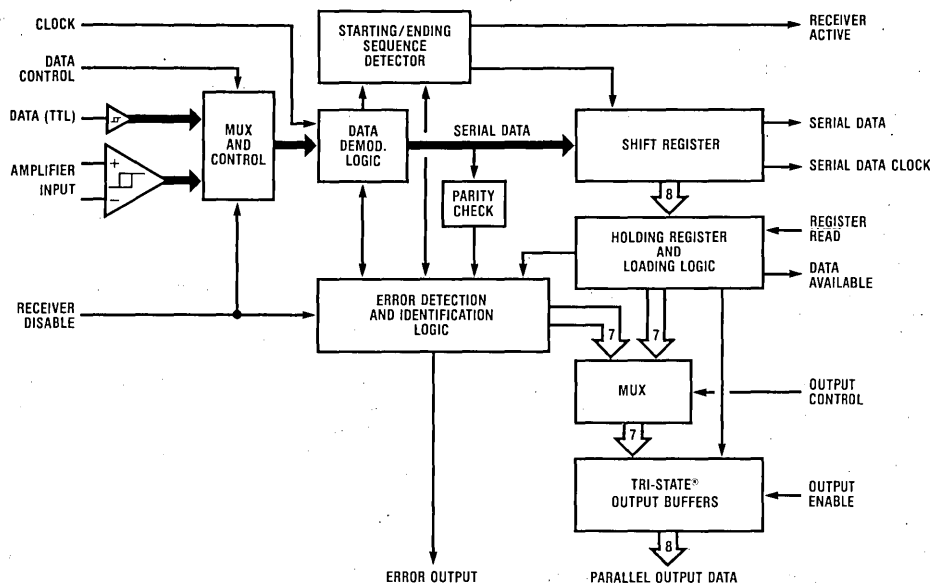 CLOCK
DATA
CONTROL
DATA (TTL)
AMPLIFIER
INPUT
+
−
MUX
AND
CONTROL
STARTING/ENDING
SEQUENCE
DETECTOR
RECEIVER
ACTIVE
DATA
DEMOD.
LOGIC
SERIAL DATA
SHIFT REGISTER
SERIAL DATA
SERIAL DATA CLOCK
PARITY
CHECK
8
HOLDING REGISTER
AND
LOADING LOGIC
REGISTER
READ
DATA
AVAILABLE
RECEIVER
DISABLE
ERROR DETECTION
AND IDENTIFICATION
LOGIC
7
7
MUX
OUTPUT
CONTROL
7
TRI-STATE®
OUTPUT BUFFERS
OUTPUT
ENABLE
8
ERROR OUTPUT
PARALLEL OUTPUT DATA